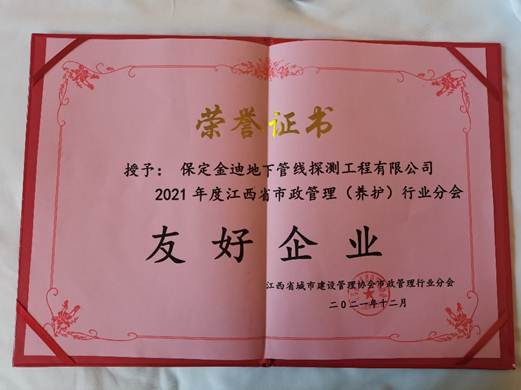 荣誉证书
授予： 保定金迪地下管线探测工程有限公司
2021年度江西省市政管理（养护）行业分会
友好企业
江西省城市建设管理协会市政管理行业分会
二〇二一年十二月